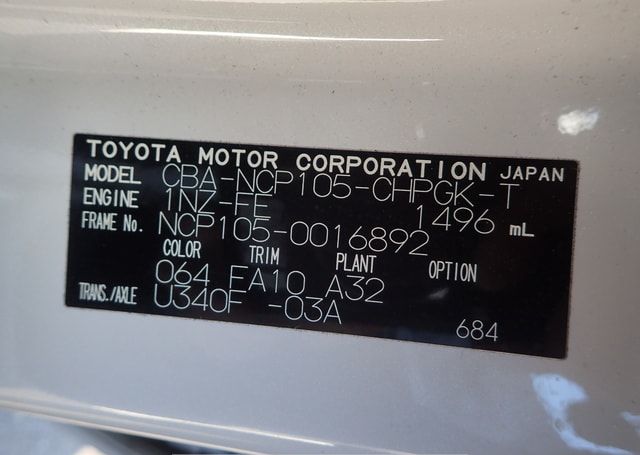 TOYOTA MOTOR CORPORATION JAPAN
MODEL CBA-NCP105-CHPGK-T
ENGINE 1NZ-FE 1496 mL
FRAME No. NCP105-0016892
COLOR TRIM PLANT OPTION
064 FA10 A32
TRANS./AXLE U340F -03A
684